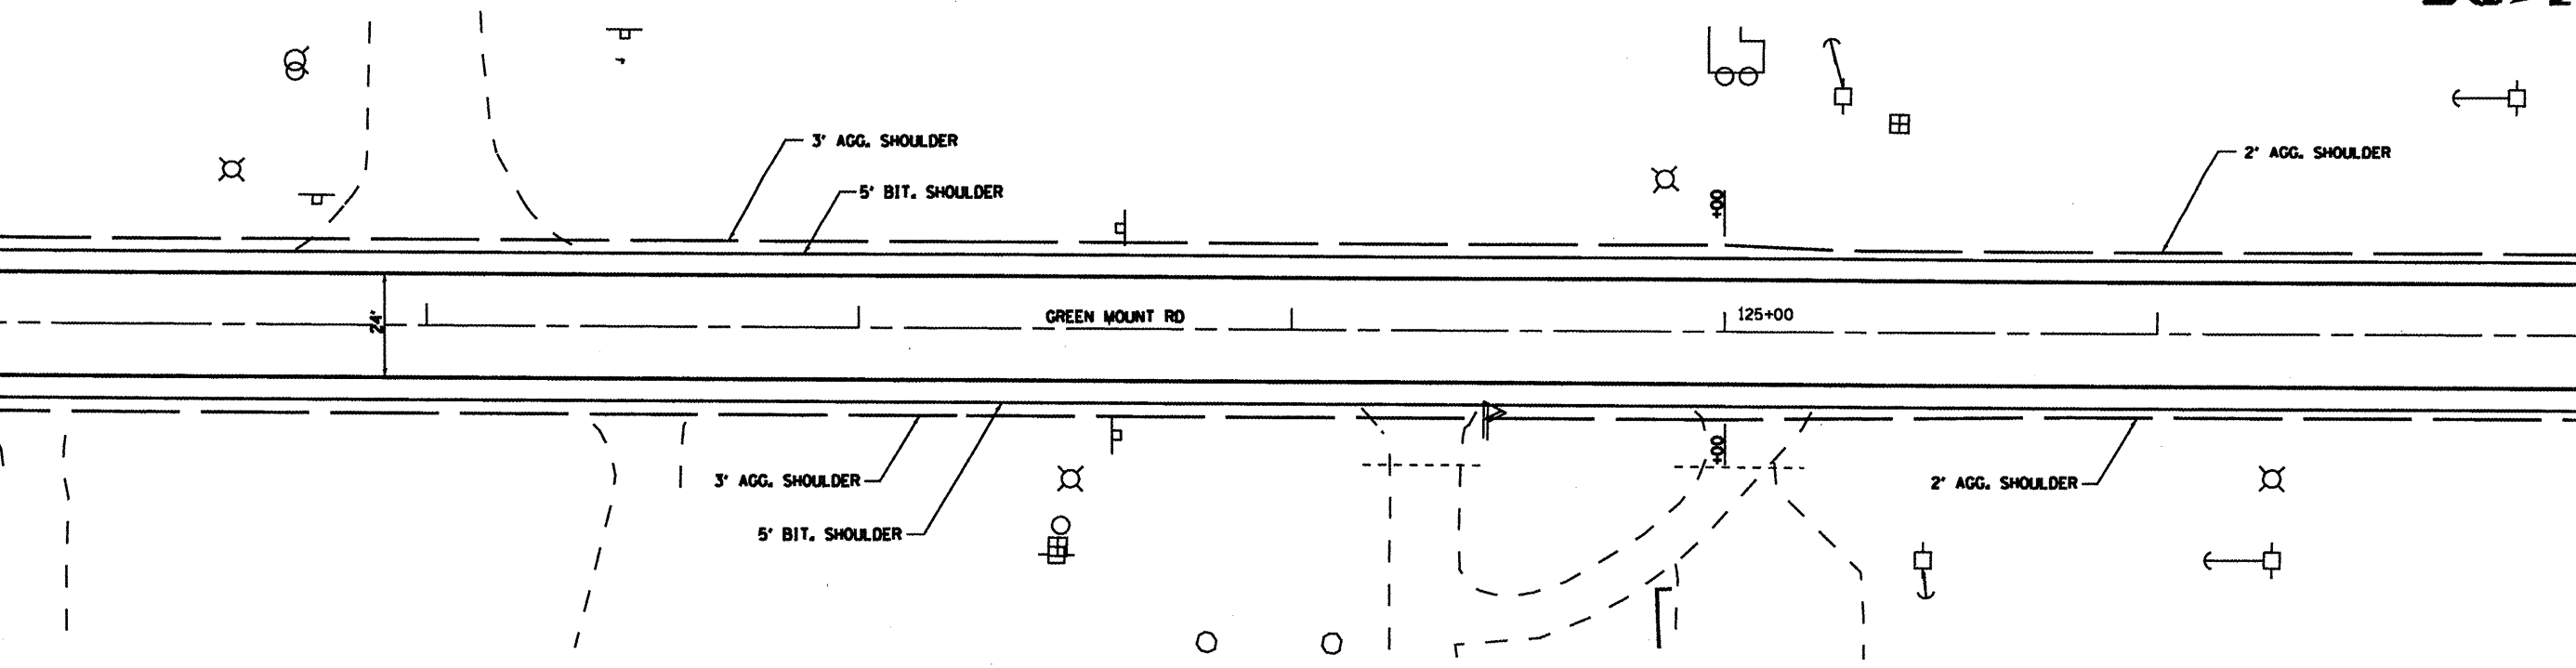 3' AGG. SHOULDER
2' AGG. SHOULDER
5' BIT. SHOULDER
+00
24'
GREEN MOUNT RD
125+00
+00
3' AGG. SHOULDER
2' AGG. SHOULDER
5' BIT. SHOULDER